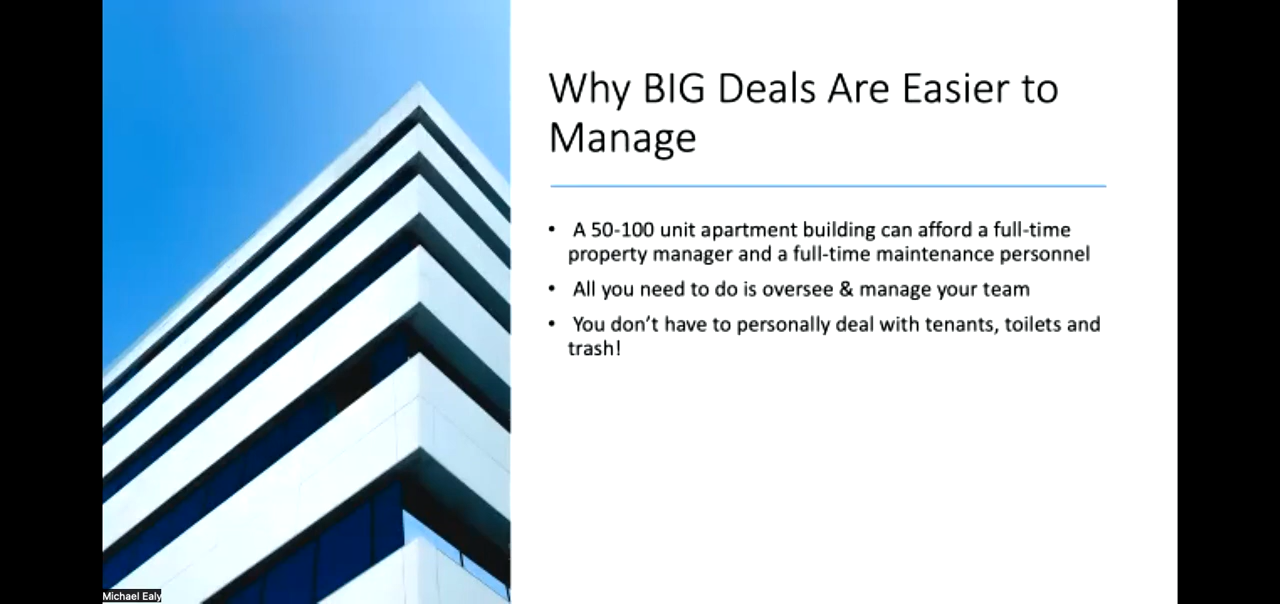 Why BIG Deals Are Easier to
Manage
• A 50-100 unit apartment building can afford a full-time
property manager and a full-time maintenance personnel
• All you need to do is oversee & manage your team
• You don’t have to personally deal with tenants, toilets and
trash!
Michael Ealy